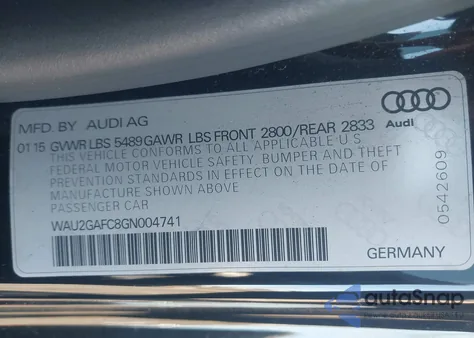 MFD. BY AUDI AG
01 15 GVWR LBS 5489 GAWR LBS FRONT 2800/REAR 2833
THIS VEHICLE CONFORMS TO ALL APPLICABLE U S
FEDERAL MOTOR VEHICLE SAFETY, BUMPER AND THEFT
PREVENTION STANDARDS IN EFFECT ON THE DATE OF
MANUFACTURE SHOWN ABOVE
PASSENGER CAR
WAU2GAFC8GN004741
Audi
0542609
GERMANY
autoSnap